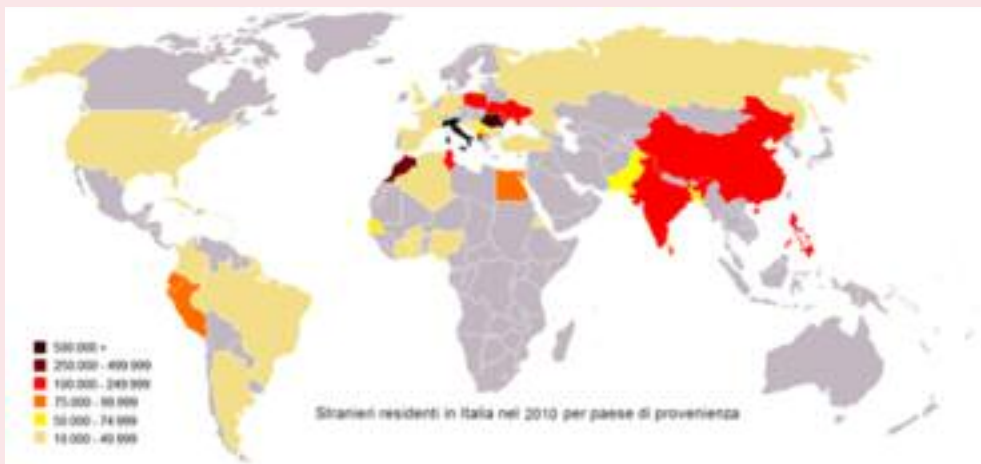 500.000 +
250.000 - 499.999
100.000 - 249.999
75.000 - 99.999
50.000 - 74.999
10.000 - 49.999
Stranieri residenti in Italia nel 2010 per paese di provenienza